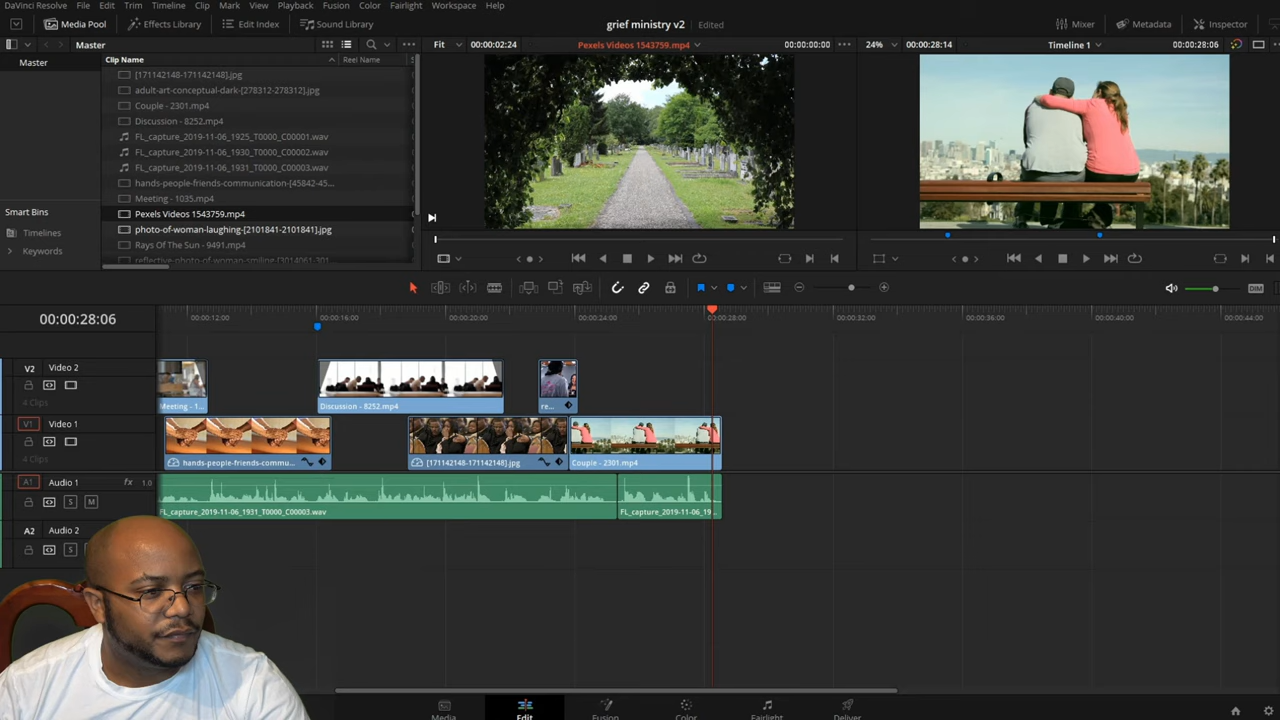 DaVinci Resolve File Edit Trim Timeline Clip Mark View Playback Fusion Color Fairlight Workspace Help
Media Pool Effects Library Edit Index Sound Library grief ministry v2 Edited Mixer Metadata Inspector
Master Fit 00:00:02:24 Pexels Videos 1543759.mp4 00:00:00:00 24% 00:00:28:14 Timeline 1 00:00:28:06
Master
Clip Name Reel Name
[171142148-171142148].jpg
adult-art-conceptual-dark-[278312-278312].jpg
Couple - 2301.mp4
Discussion - 8252.mp4
FL_capture_2019-11-06_1925_T0000_C00001.wav
FL_capture_2019-11-06_1930_T0000_C00002.wav
FL_capture_2019-11-06_1931_T0000_C00003.wav
hands-people-friends-communication-[45842-45...
Meeting - 1035.mp4
Pexels Videos 1543759.mp4
photo-of-woman-laughing-[2101841-2101841].jpg
Rays Of The Sun - 9491.mp4
reflective-photo-of-woman-smiling-[3014061-301...
Smart Bins
Timelines
Keywords
DIM
00:00:28:06
00:00:12:00 00:00:16:00 00:00:20:00 00:00:24:00 00:00:28:00 00:00:32:00 00:00:36:00 00:00:40:00 00:00:44:00
V2 Video 2
4 Clips
Meeting - 1... Discussion - 8252.mp4 re...
V1 Video 1
4 Clips
hands-people-friends-commu... [171142148-171142148].jpg Couple - 2301.mp4
A1 Audio 1 fx 1.0
S M
FL_capture_2019-11-06_1931_T0000_C00003.wav FL_capture_2019-11-06_19...
A2 Audio 2
S
Media Edit Fusion Color Fairlight Deliver